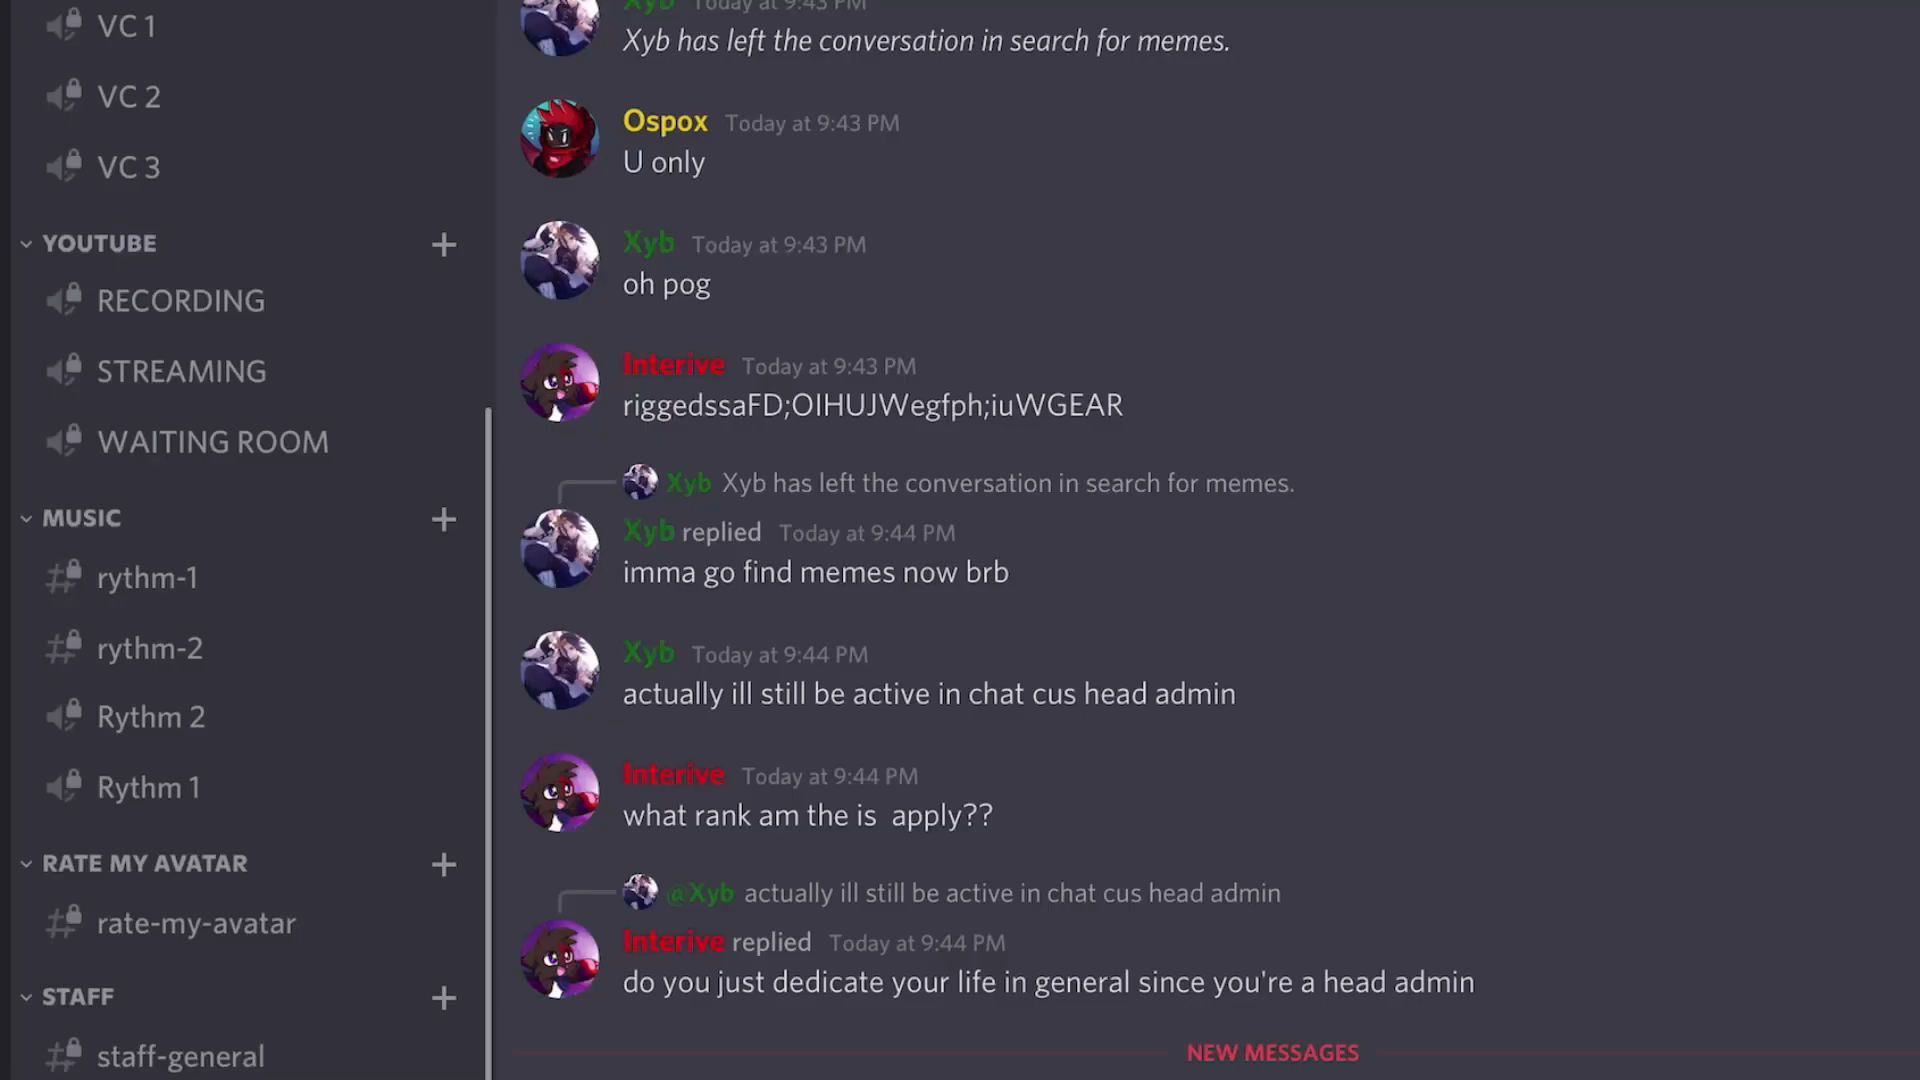 VC 1
VC 2
VC 3
YOUTUBE
RECORDING
STREAMING
WAITING ROOM
MUSIC
rythm-1
rythm-2
Rythm 2
Rythm 1
RATE MY AVATAR
rate-my-avatar
STAFF
staff-general
Xyb Today at 9:43 PM
Xyb has left the conversation in search for memes.
Ospox Today at 9:43 PM
U only
Xyb Today at 9:43 PM
oh pog
Interive Today at 9:43 PM
riggedssaFD;OIHUJWegfph;iuWGEAR
Xyb Xyb has left the conversation in search for memes.
Xyb replied Today at 9:44 PM
imma go find memes now brb
Xyb Today at 9:44 PM
actually ill still be active in chat cus head admin
Interive Today at 9:44 PM
what rank am the is  apply??
@Xyb actually ill still be active in chat cus head admin
Interive replied Today at 9:44 PM
do you just dedicate your life in general since you're a head admin
NEW MESSAGES